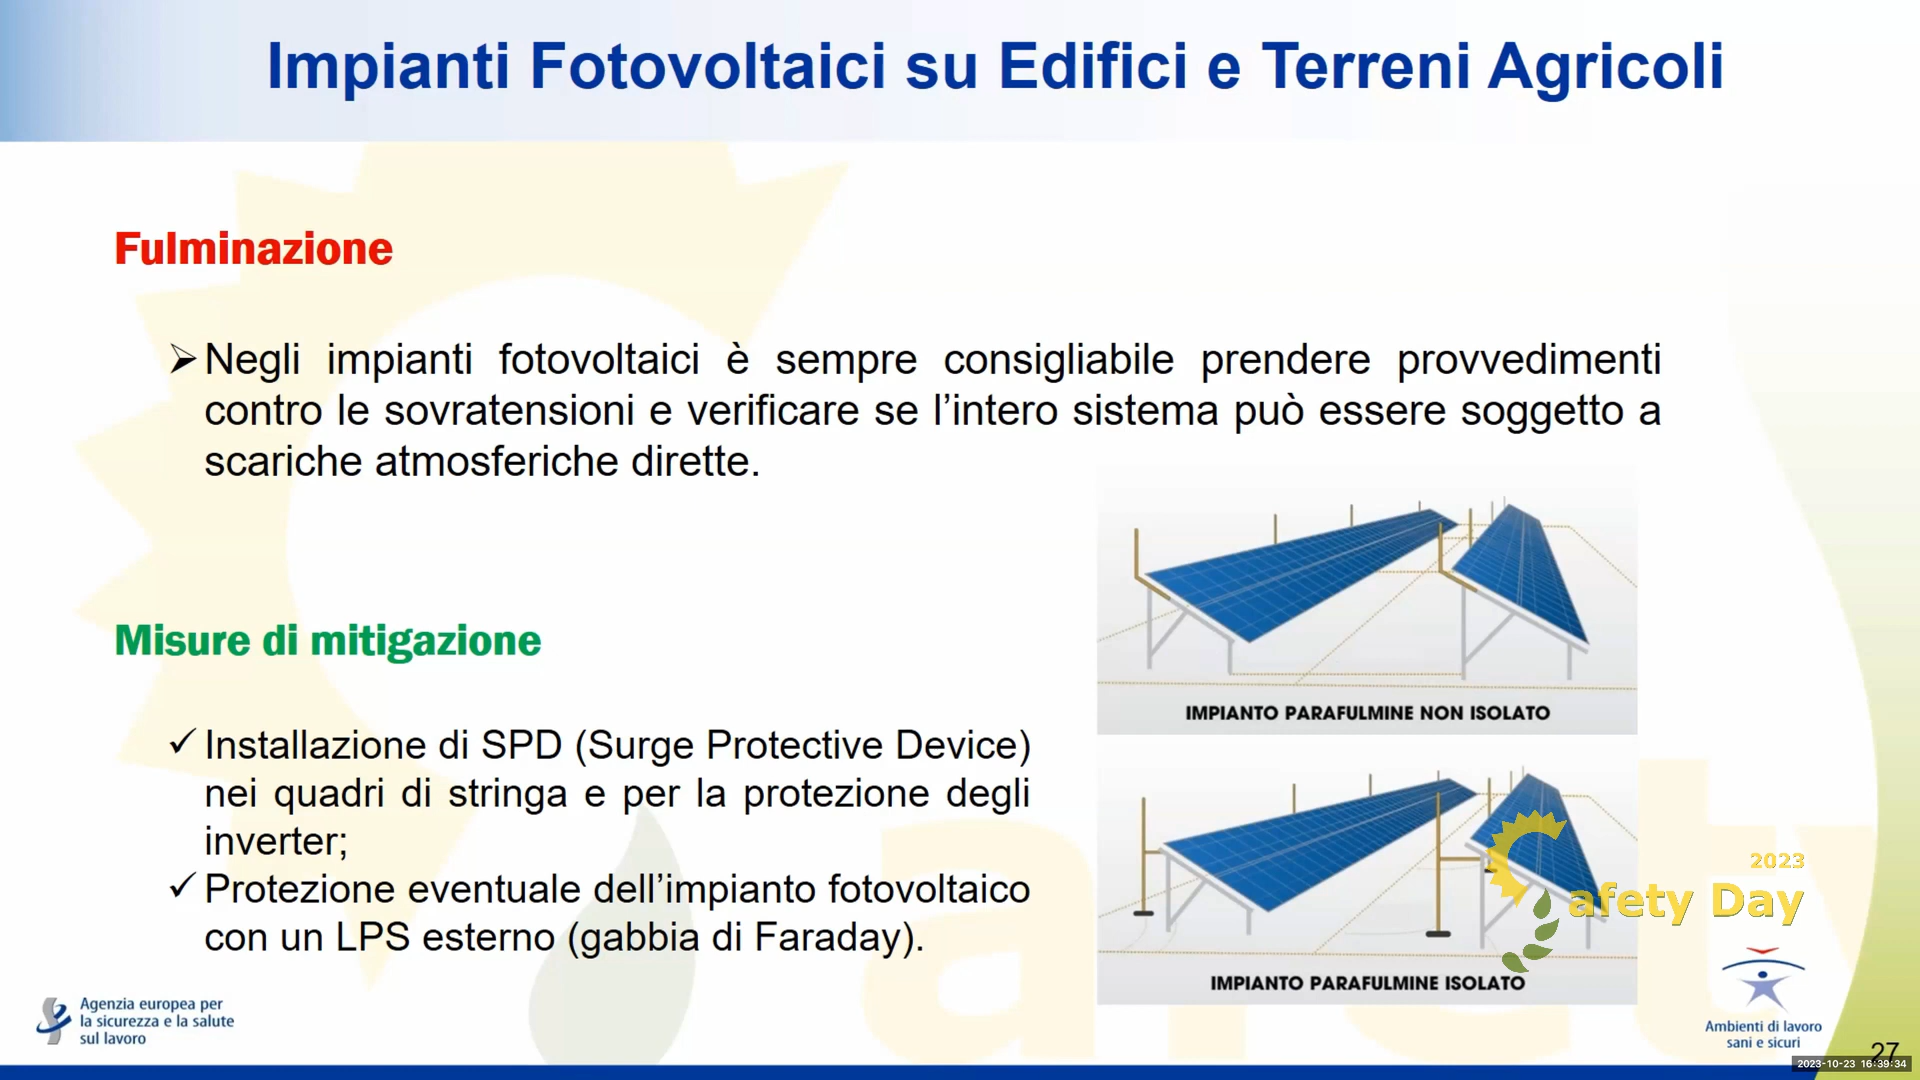 Impianti Fotovoltaici su Edifici e Terreni Agricoli
Fulminazione
Negli impianti fotovoltaici è sempre consigliabile prendere provvedimenti
contro le sovratensioni e verificare se l’intero sistema può essere soggetto a
scariche atmosferiche dirette.
IMPIANTO PARAFULMINE NON ISOLATO
Misure di mitigazione
Installazione di SPD (Surge Protective Device)
nei quadri di stringa e per la protezione degli
inverter;
Protezione eventuale dell’impianto fotovoltaico
con un LPS esterno (gabbia di Faraday).
IMPIANTO PARAFULMINE ISOLATO
2023
afety Day
Agenzia europea per
la sicurezza e la salute
sul lavoro
Ambienti di lavoro
sani e sicuri
27
2023-10-23 16:39:34